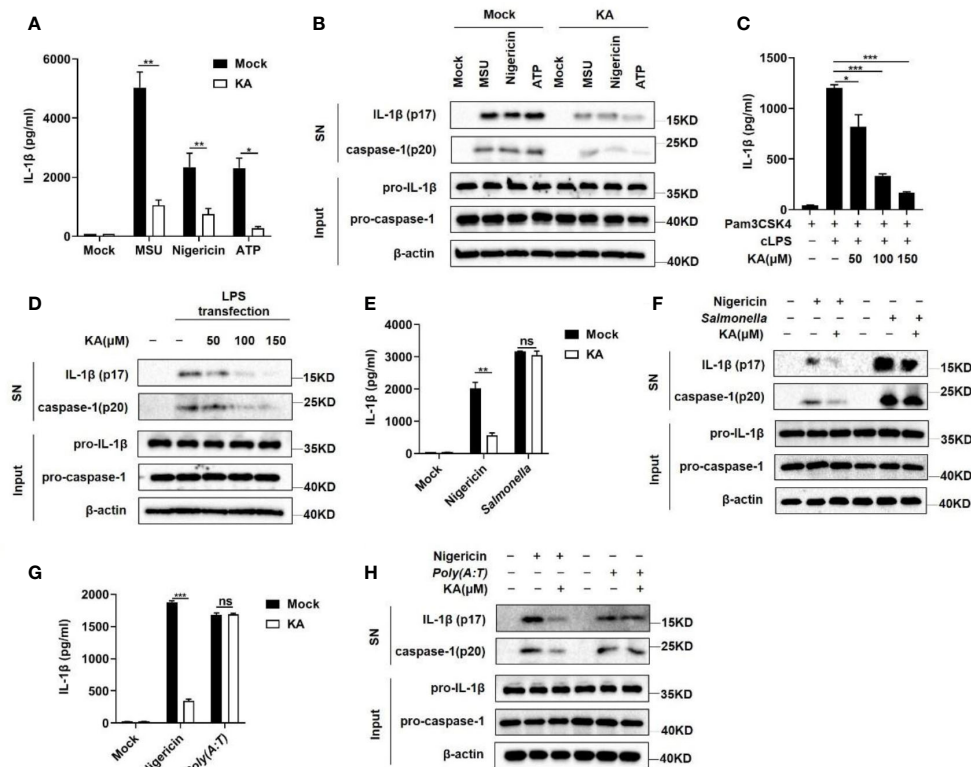 A
IL-1β (pg/ml)
6000
4000
2000
0
**
**
*
Mock
KA
Mock MSU Nigericin ATP
B
Mock KA
Mock MSU Nigericin ATP Mock MSU Nigericin ATP
SN
IL-1β (p17)
15KD
caspase-1(p20)
25KD
Input
pro-IL-1β
35KD
pro-caspase-1
40KD
β-actin
40KD
C
IL-1β (pg/ml)
1500
1000
500
0
***
***
*
Pam3CSK4 + + + + +
cLPS – + + + +
KA(μM) – – 50 100 150
D
LPS
transfection
KA(μM) – – 50 100 150
SN
IL-1β (p17)
15KD
caspase-1(p20)
25KD
Input
pro-IL-1β
35KD
pro-caspase-1
40KD
β-actin
40KD
E
IL-1β (pg/ml)
4000
3000
2000
1000
0
**
ns
Mock
KA
Mock Nigericin Salmonella
F
Nigericin – + + – – –
Salmonella – – – – + +
KA(μM) – – + – – +
SN
IL-1β (p17)
15KD
caspase-1(p20)
25KD
Input
pro-IL-1β
35KD
pro-caspase-1
40KD
β-actin
40KD
G
IL-1β (pg/ml)
2000
1500
1000
500
0
***
ns
Mock
KA
Mock Nigericin Poly(A:T)
H
Nigericin – + + – – –
Poly(A:T) – – – – + +
KA(μM) – – + – – +
SN
IL-1β (p17)
15KD
caspase-1(p20)
25KD
Input
pro-IL-1β
35KD
pro-caspase-1
40KD
β-actin
40KD